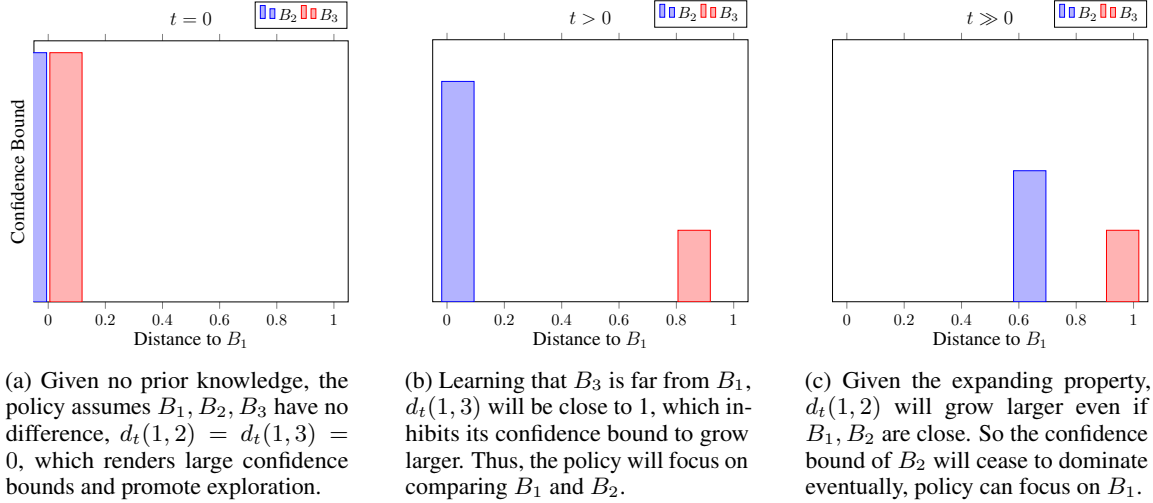 t = 0
B₂ B₃
Confidence Bound
0 0.2 0.4 0.6 0.8 1
Distance to B₁
(a) Given no prior knowledge, the
policy assumes B₁, B₂, B₃ have no
difference, dₜ(1, 2) = dₜ(1, 3) =
0, which renders large confidence
bounds and promote exploration.
t > 0
B₂ B₃
0 0.2 0.4 0.6 0.8 1
Distance to B₁
(b) Learning that B₃ is far from B₁,
dₜ(1, 3) will be close to 1, which in-
hibits its confidence bound to grow
larger. Thus, the policy will focus on
comparing B₁ and B₂.
t ≫ 0
B₂ B₃
0 0.2 0.4 0.6 0.8 1
Distance to B₁
(c) Given the expanding property,
dₜ(1, 2) will grow larger even if
B₁, B₂ are close. So the confidence
bound of B₂ will cease to dominate
eventually, policy can focus on B₁.